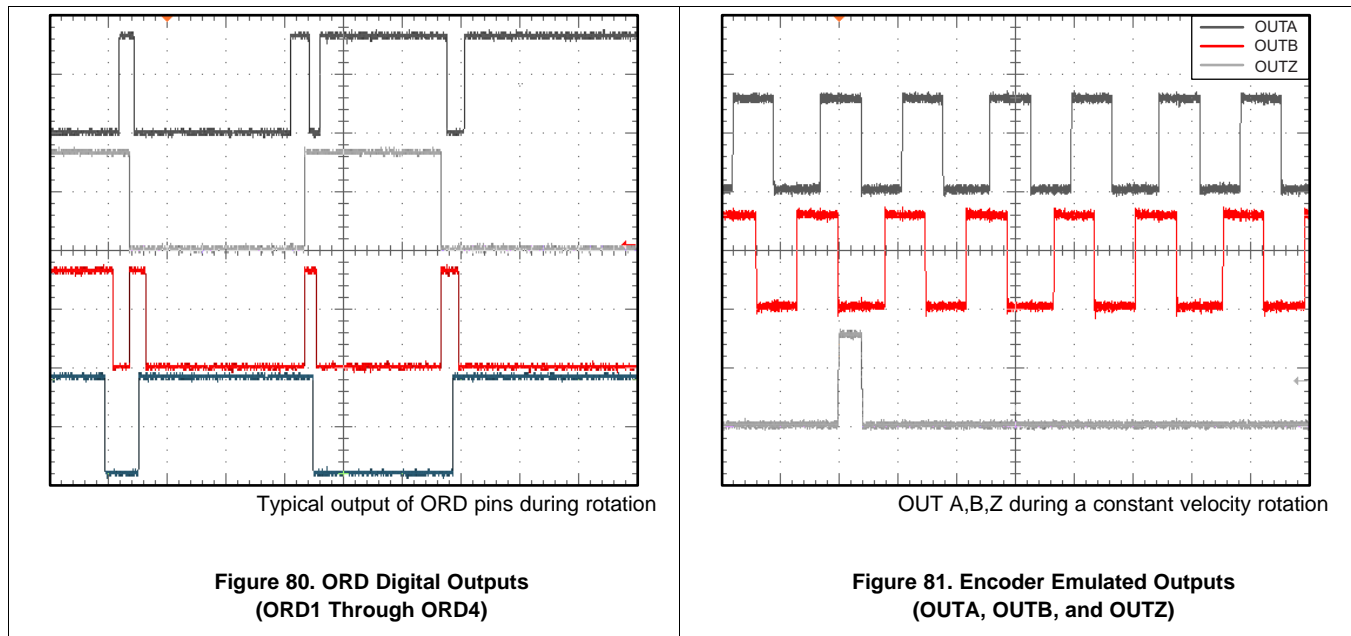 Typical output of ORD pins during rotation
Figure 80. ORD Digital Outputs
(ORD1 Through ORD4)
OUTA
OUTB
OUTZ
OUT A,B,Z during a constant velocity rotation
Figure 81. Encoder Emulated Outputs
(OUTA, OUTB, and OUTZ)